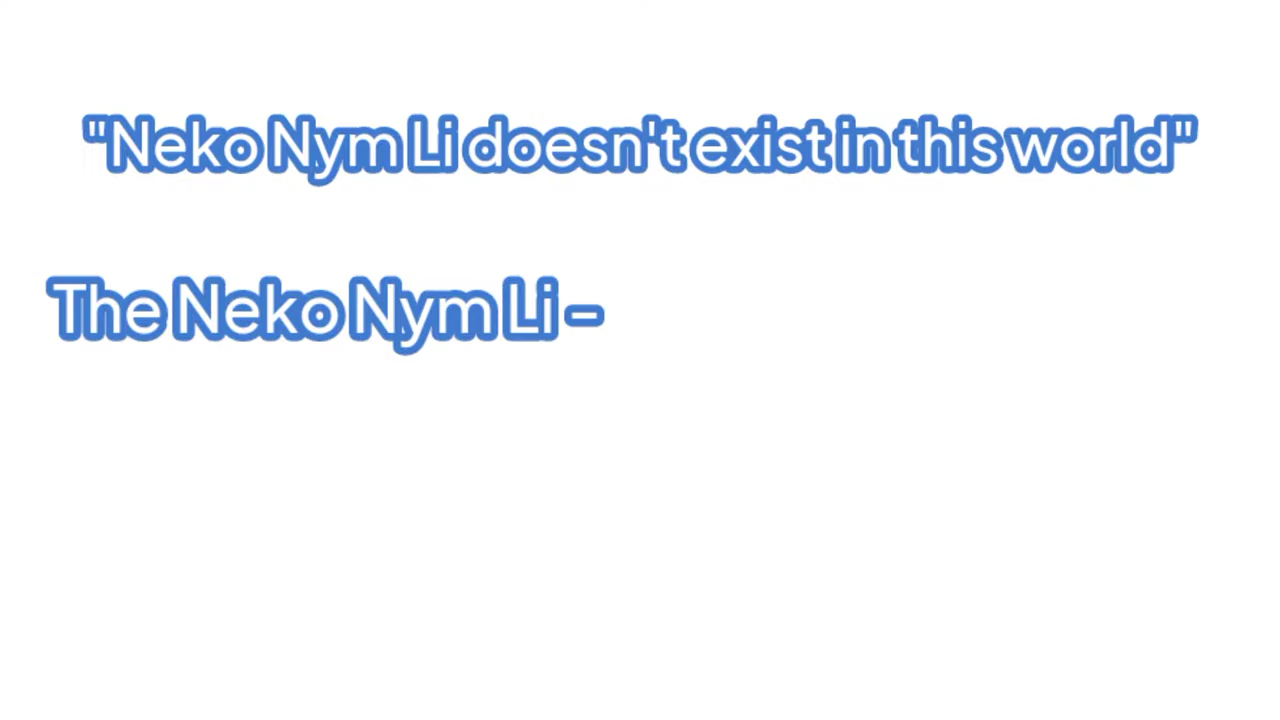 "Neko Nym Li doesn't exist in this world"
The Neko Nym Li –